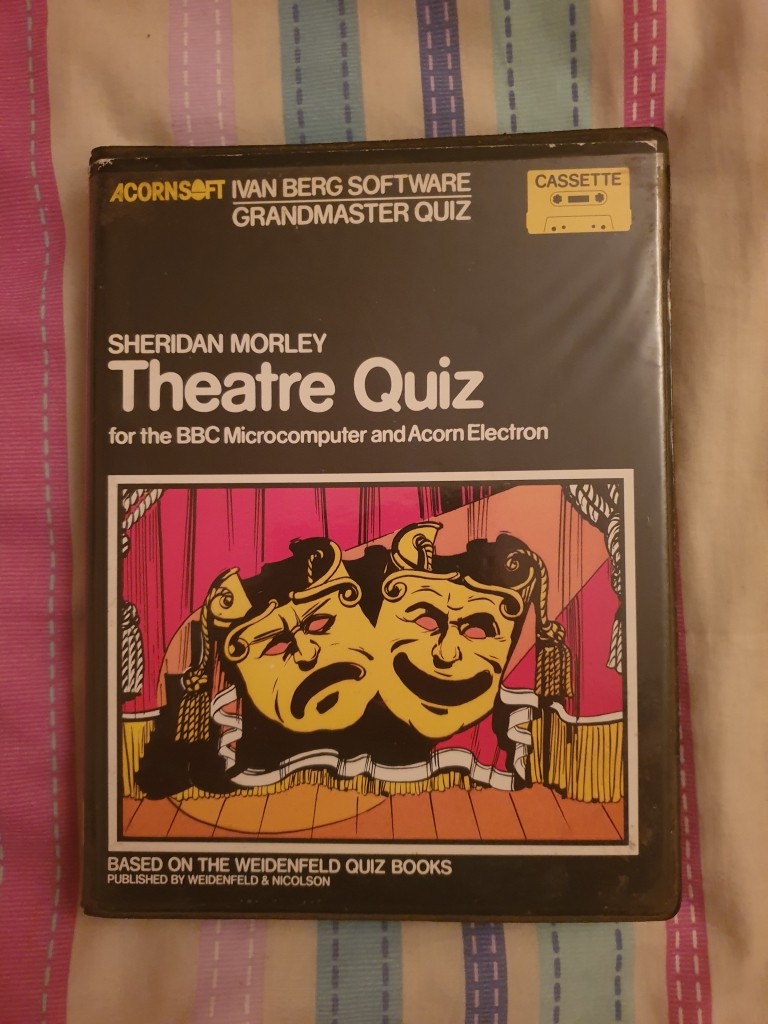 ACORNSOFT IVAN BERG SOFTWARE
GRANDMASTER QUIZ
CASSETTE
SHERIDAN MORLEY
Theatre Quiz
for the BBC Microcomputer and Acorn Electron
BASED ON THE WEIDENFELD QUIZ BOOKS
PUBLISHED BY WEIDENFELD & NICOLSON